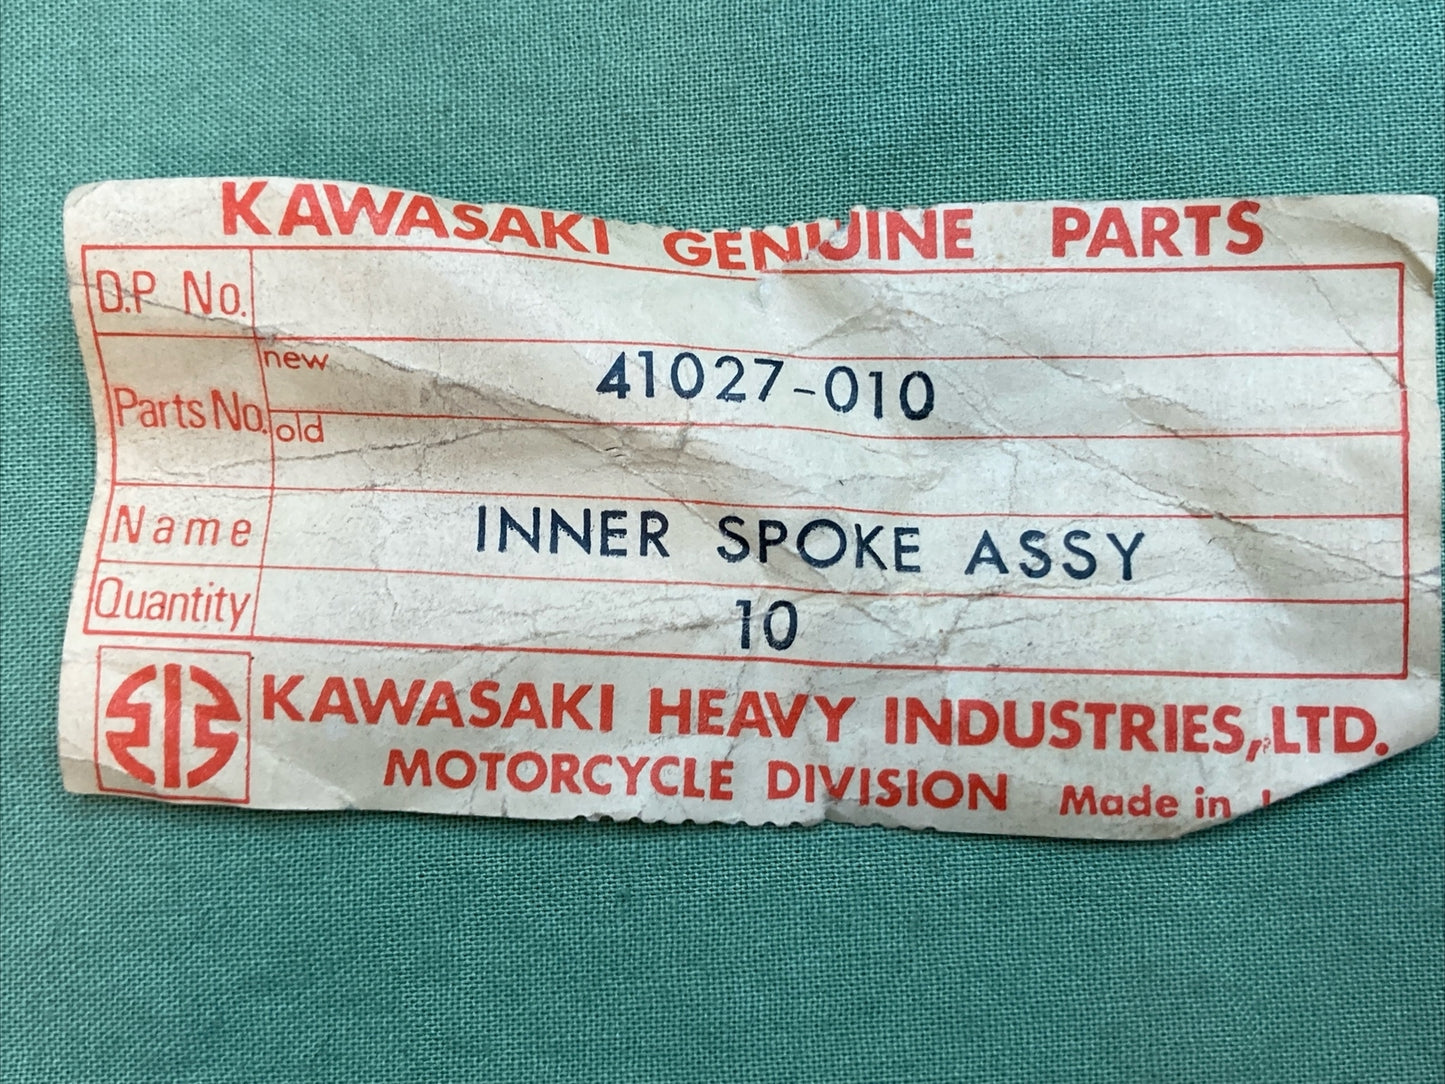 KAWASAKI GENUINE PARTS
D.P No.
Parts No. new 41027-010
old
Name INNER SPOKE ASSY
Quantity 10
KAWASAKI HEAVY INDUSTRIES, LTD.
MOTORCYCLE DIVISION Made in